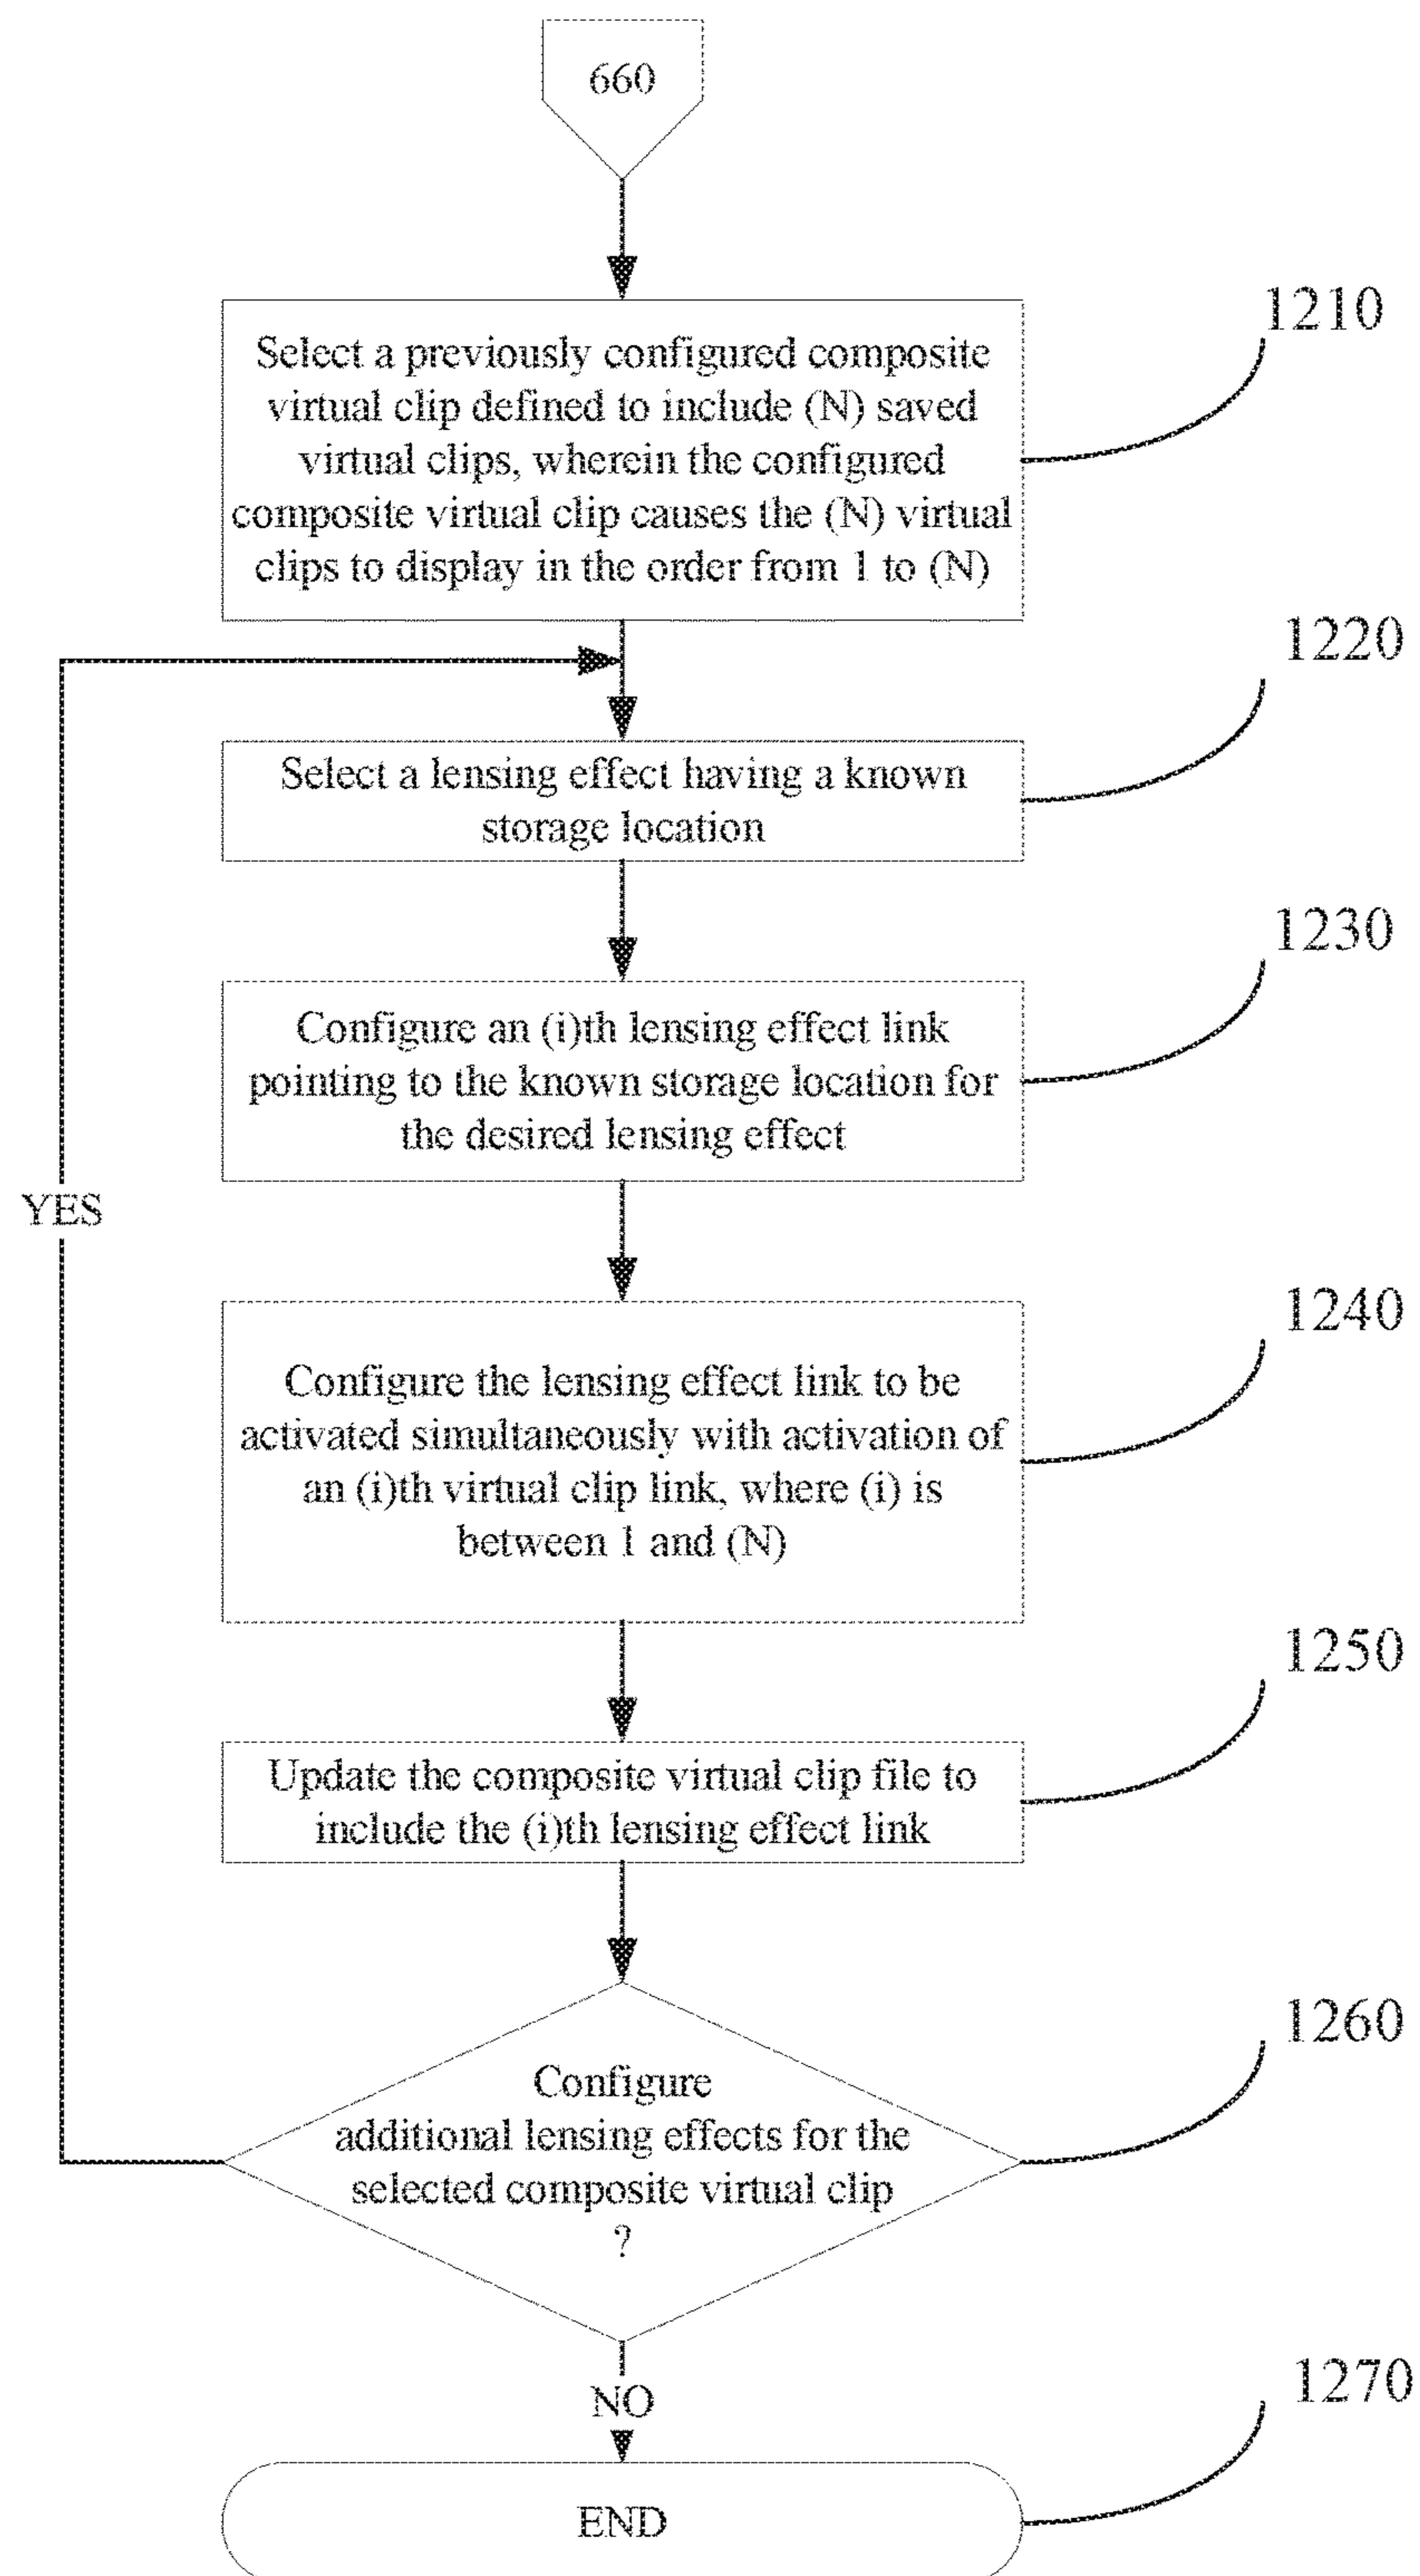 660
1210
Select a previously configured composite
virtual clip defined to include (N) saved
virtual clips, wherein the configured
composite virtual clip causes the (N) virtual
clips to display in the order from 1 to (N)
1220
Select a lensing effect having a known
storage location
1230
Configure an (i)th lensing effect link
pointing to the known storage location for
the desired lensing effect
YES
1240
Configure the lensing effect link to be
activated simultaneously with activation of
an (i)th virtual clip link, where (i) is
between 1 and (N)
1250
Update the composite virtual clip file to
include the (i)th lensing effect link
1260
Configure
additional lensing effects for the
selected composite virtual clip
?
NO
1270
END